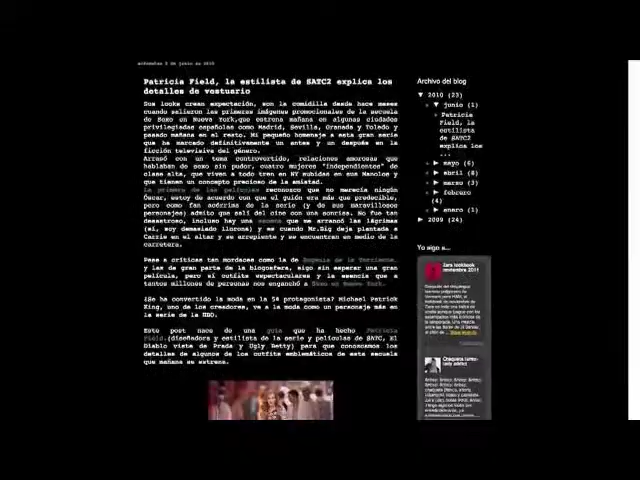 miércoles 2 de junio de 2010
Patricia Field, la estilista de SATC2 explica los
detalles de vestuario
Sus looks crean expectación, son la comidilla desde hace meses
cuando salieron las primeras imágenes promocionales de la escuela
de Sexo en Nueva York,que estrena mañana en algunas ciudades
privilegiadas españolas como Madrid, Sevilla, Granada y Toledo y
pasado mañana en el resto. Mi pequeño homenaje a esta gran serie
que ha marcado definitivamente un antes y un después en la
ficción televisiva del género.
Arrasó con un tema controvertido, relaciones amorosas que
hablaban de sexo sin pudor, cuatro mujeres "independientes" de
clase alta, que viven a todo tren en NY subidas en sus Manolos y
que tienen un concepto precioso de la amistad.
La primera de las películas reconozco que no merecía ningún
Óscar, estoy de acuerdo con que el guión era más que predecible,
pero como fan acérrima de la serie (y de sus maravillosos
personajes) admito que salí del cine con una sonrisa. No fue tan
desastroso, incluso hay una escena que me arrancó las lágrimas
(sí, soy demasiado llorona) y es cuando Mr.Big deja plantada a
Carrie en el altar y se arrepiente y se encuentran en medio de la
carretera.
Pese a críticas tan mordaces como la de Eugenia de la Torriente,
y las de gran parte de la blogosfera, sigo sin esperar una gran
película, pero sí outfits espectaculares y la esencia que a
tantos millones de personas nos enganchó a Sexo en Nueva York.
¿Se ha convertido la moda en la 5ª protagonista? Michael Patrick
King, uno de los creadores, ve a la moda como un personaje más en
la serie de la HBO.
Este post nace de una guía que ha hecho Patricia
Field,(diseñadora y estilista de la serie y películas de SATC, El
Diablo viste de Prada y Ugly Betty) para que conozcamos los
detalles de algunos de los outfits emblemáticos de esta escuela
que mañana se estrena.
Archivo del blog
▼ 2010 (23)
▼ junio (1)
Patricia
Field, la
estilista
de SATC2
explica los
...
► mayo (6)
► abril (8)
► marzo (3)
► febrero
(4)
► enero (1)
► 2009 (24)
Yo sigo a...
Zara lookbook
noviembre 2011